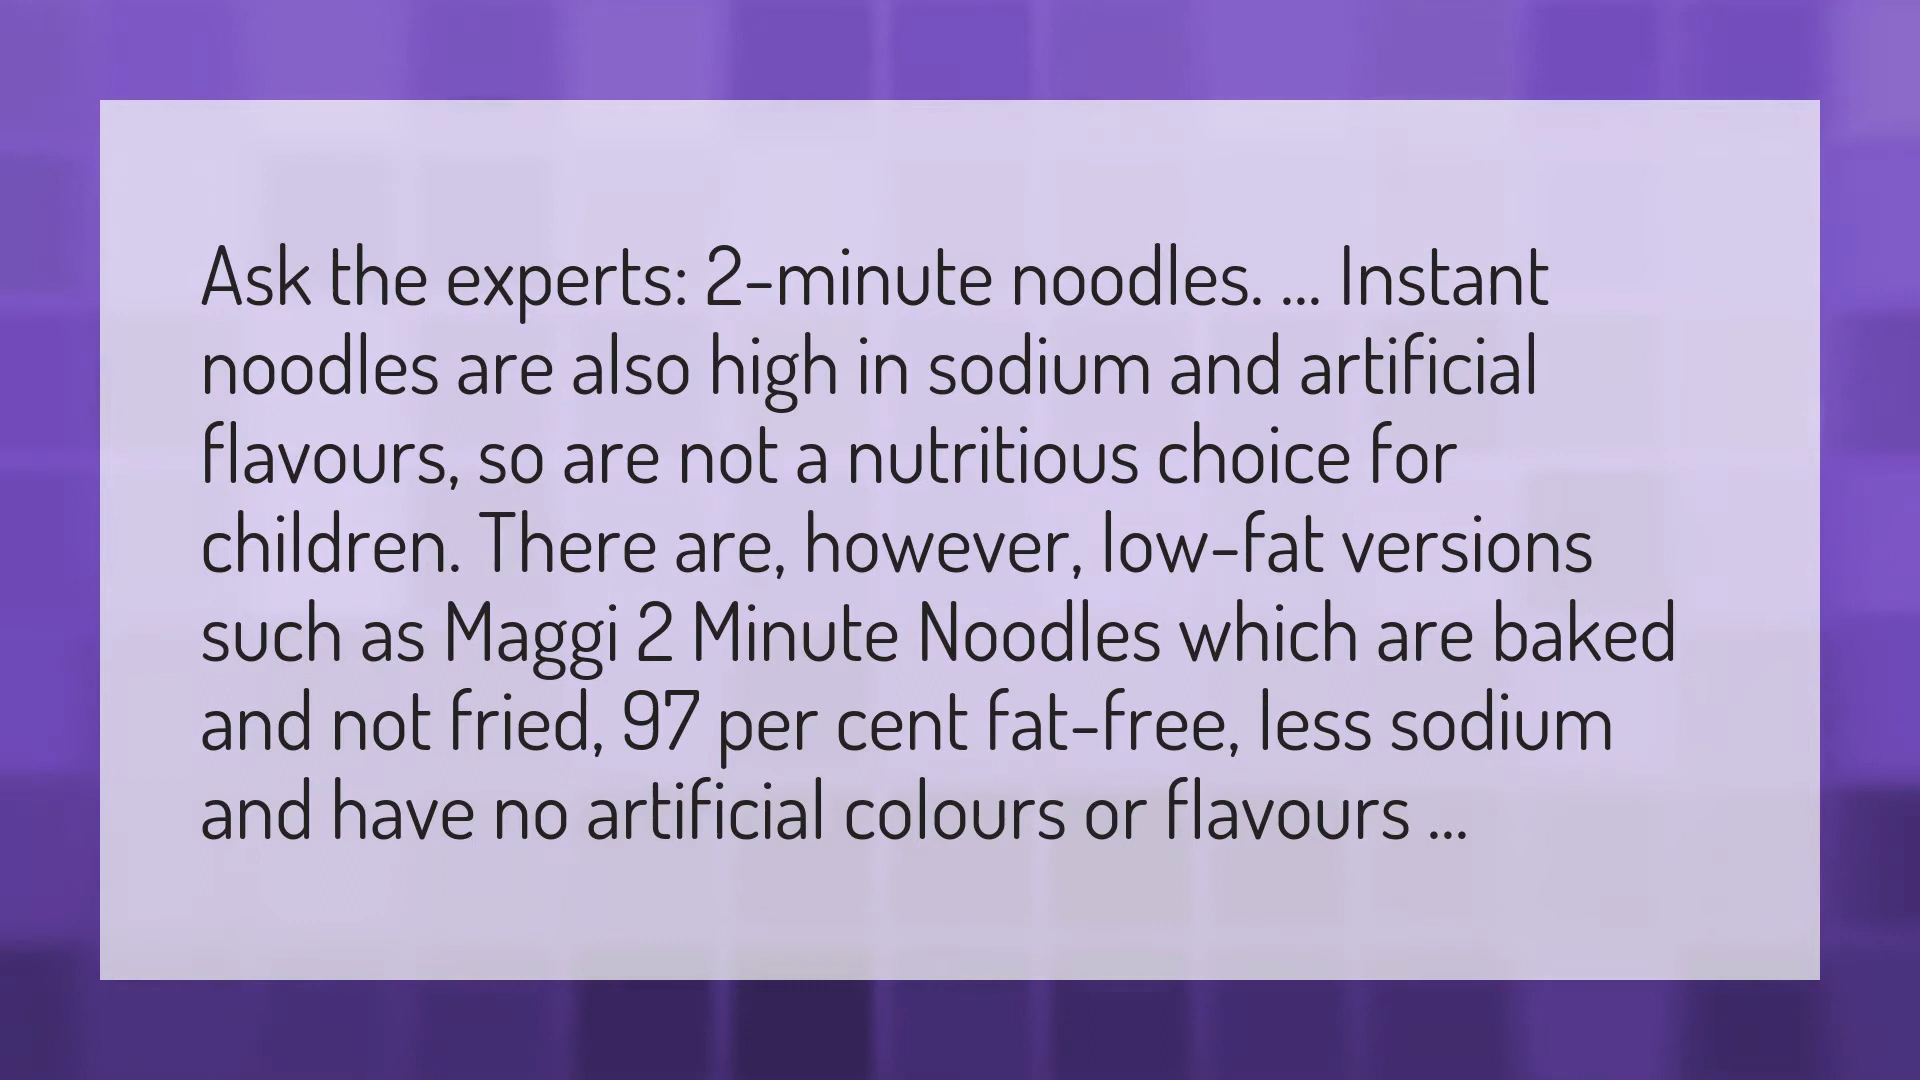 Ask the experts: 2-minute noodles. ... Instant
noodles are also high in sodium and artificial
flavours, so are not a nutritious choice for
children. There are, however, low-fat versions
such as Maggi 2 Minute Noodles which are baked
and not fried, 97 per cent fat-free, less sodium
and have no artificial colours or flavours ...